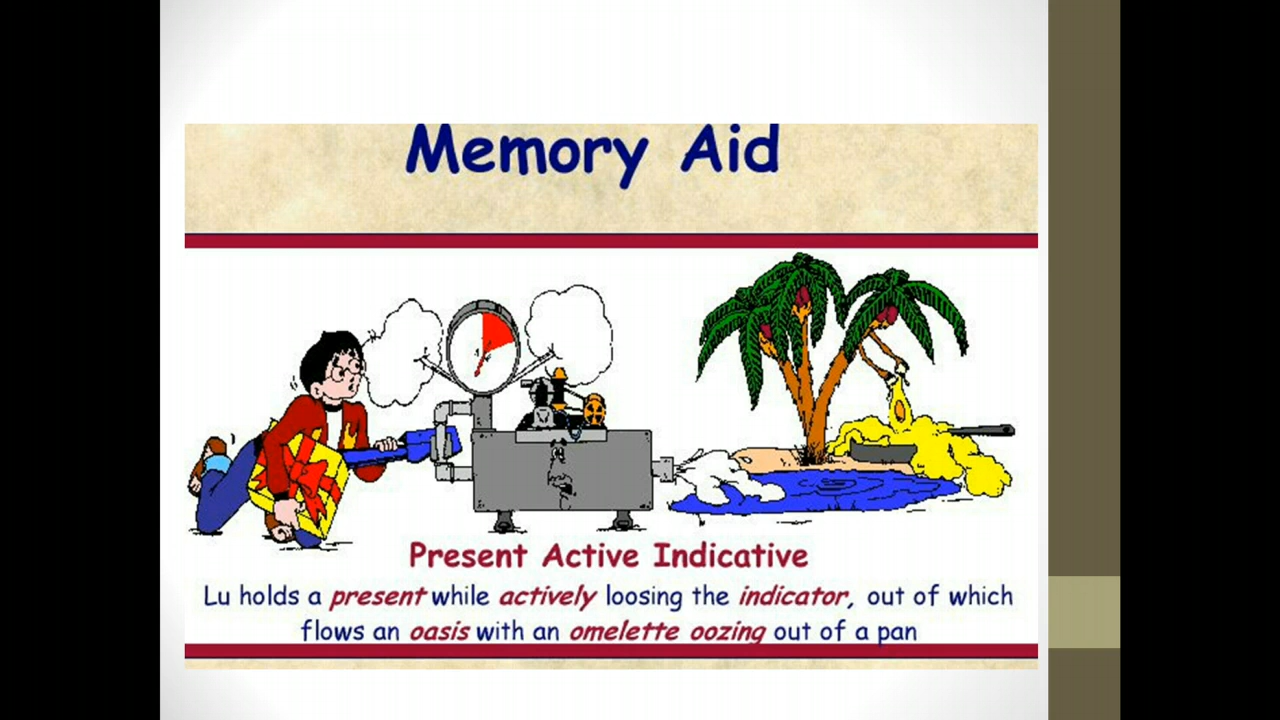 Memory Aid
Present Active Indicative
Lu holds a present while actively loosing the indicator, out of which
flows an oasis with an omelette oozing out of a pan